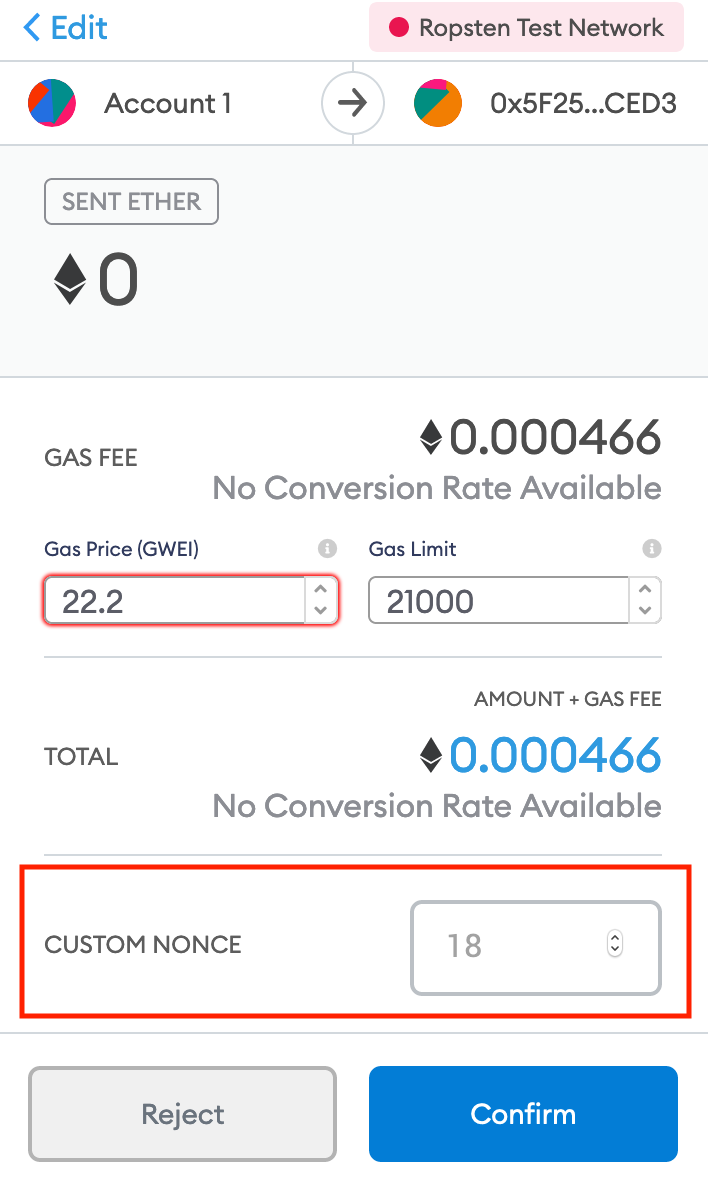 Edit
Ropsten Test Network
Account 1
0x5F25...CED3
SENT ETHER
0
GAS FEE
0.000466
No Conversion Rate Available
Gas Price (GWEI)
Gas Limit
22.2
21000
AMOUNT + GAS FEE
TOTAL
0.000466
No Conversion Rate Available
CUSTOM NONCE
18
Reject
Confirm